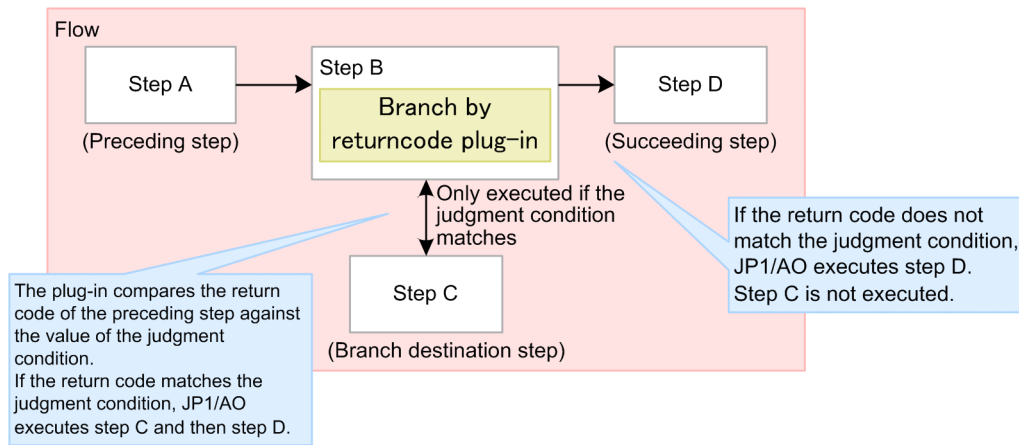 Flow
Step A
(Preceding step)
Step B
Branch by
returncode plug-in
Step D
(Succeeding step)
Only executed if the
judgment condition
matches
Step C
(Branch destination step)
The plug-in compares the return
code of the preceding step against
the value of the judgment
condition.
If the return code matches the
judgment condition, JP1/AO
executes step C and then step D.
If the return code does not
match the judgment condition,
JP1/AO executes step D.
Step C is not executed.